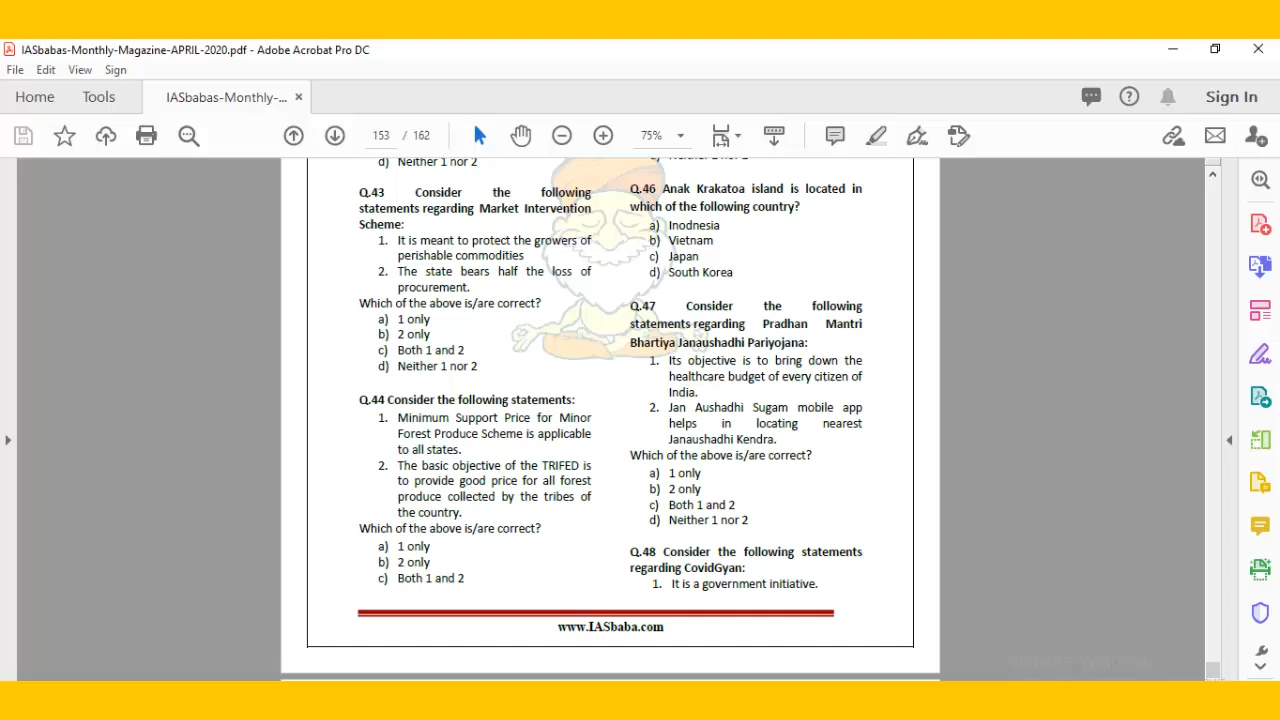 IASbabas-Monthly-Magazine-APRIL-2020.pdf - Adobe Acrobat Pro DC
File Edit View Sign
Home Tools IASbabas-Monthly-... × Sign In
153 / 162 75%
d) Neither 1 nor 2
Q.43 Consider the following
statements regarding Market Intervention
Scheme:
1. It is meant to protect the growers of
perishable commodities
2. The state bears half the loss of
procurement.
Which of the above is/are correct?
a) 1 only
b) 2 only
c) Both 1 and 2
d) Neither 1 nor 2
Q.44 Consider the following statements:
1. Minimum Support Price for Minor
Forest Produce Scheme is applicable
to all states.
2. The basic objective of the TRIFED is
to provide good price for all forest
produce collected by the tribes of
the country.
Which of the above is/are correct?
a) 1 only
b) 2 only
c) Both 1 and 2
Q.46 Anak Krakatoa island is located in
which of the following country?
a) Inodnesia
b) Vietnam
c) Japan
d) South Korea
Q.47 Consider the following
statements regarding Pradhan Mantri
Bhartiya Janaushadhi Pariyojana:
1. Its objective is to bring down the
healthcare budget of every citizen of
India.
2. Jan Aushadhi Sugam mobile app
helps in locating nearest
Janaushadhi Kendra.
Which of the above is/are correct?
a) 1 only
b) 2 only
c) Both 1 and 2
d) Neither 1 nor 2
Q.48 Consider the following statements
regarding CovidGyan:
1. It is a government initiative.
www.IASbaba.com